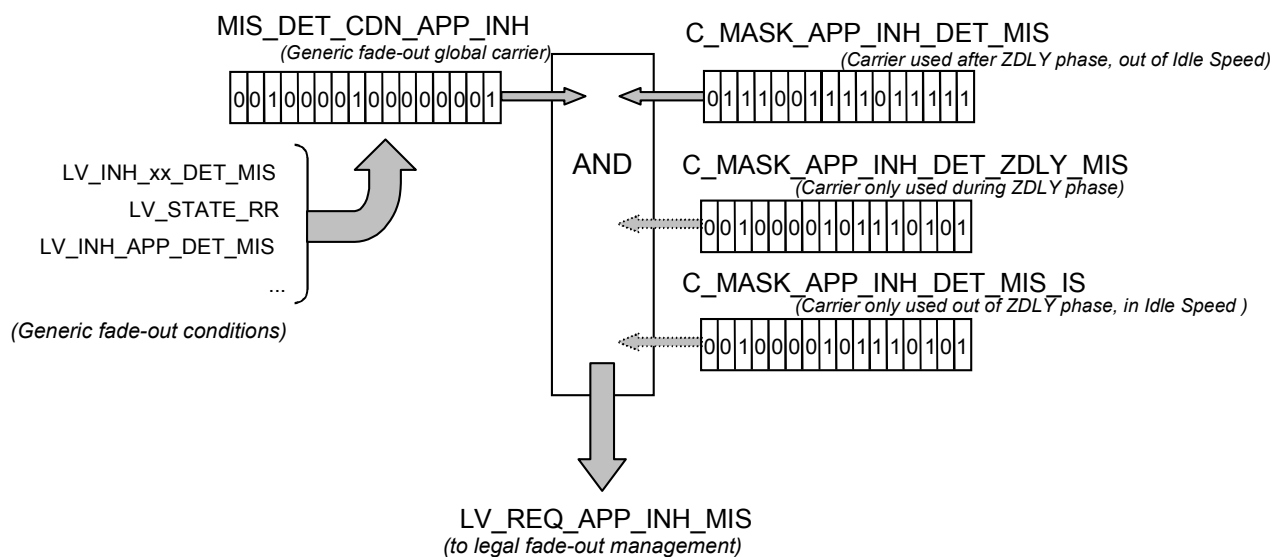 MIS_DET_CDN_APP_INH
(Generic fade-out global carrier)
0010000100000001
C_MASK_APP_INH_DET_MIS
(Carrier used after ZDLY phase, out of Idle Speed)
0111001111011111
LV_INH_xx_DET_MIS
LV_STATE_RR
LV_INH_APP_DET_MIS
...
(Generic fade-out conditions)
AND
C_MASK_APP_INH_DET_ZDLY_MIS
(Carrier only used during ZDLY phase)
0010000101110101
C_MASK_APP_INH_DET_MIS_IS
(Carrier only used out of ZDLY phase, in Idle Speed )
0010000101110101
LV_REQ_APP_INH_MIS
(to legal fade-out management)